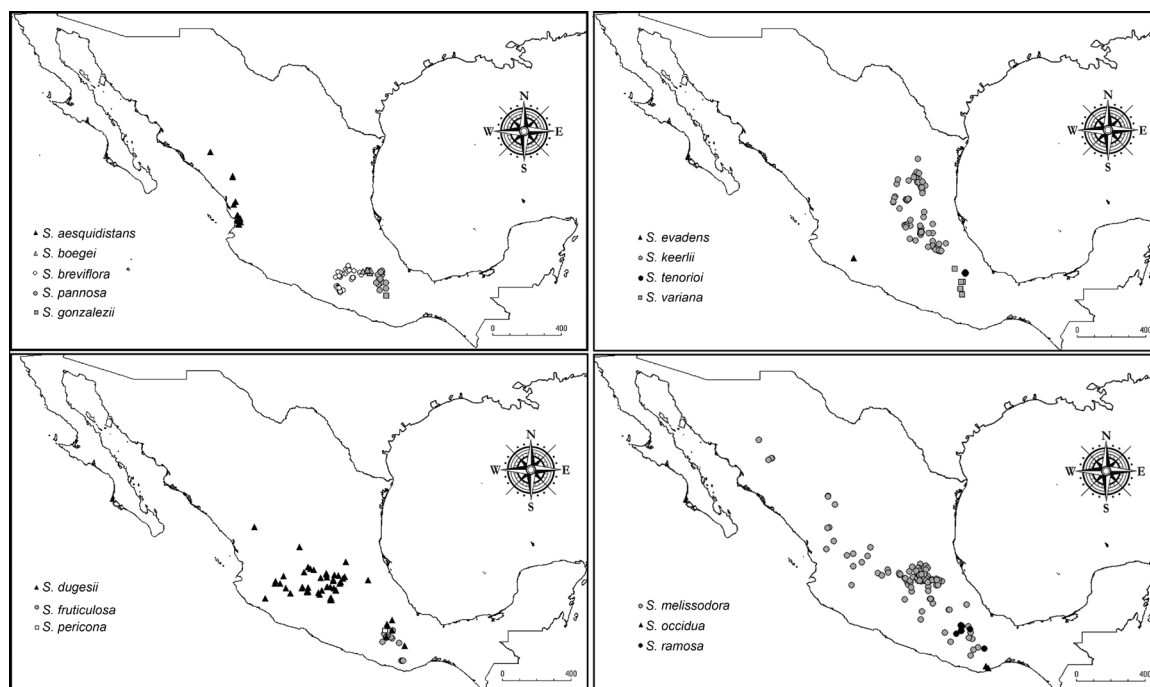 N
W E
S
S. aesquidistans
S. boegei
S. breviflora
S. pannosa
S. gonzalezii
0 400
N
W E
S
S. evadens
S. keerlii
S. tenorioi
S. variana
0 400
N
W E
S
S. dugesii
S. fruticulosa
S. pericona
0 400
N
W E
S
S. melissodora
S. occidua
S. ramosa
0 400